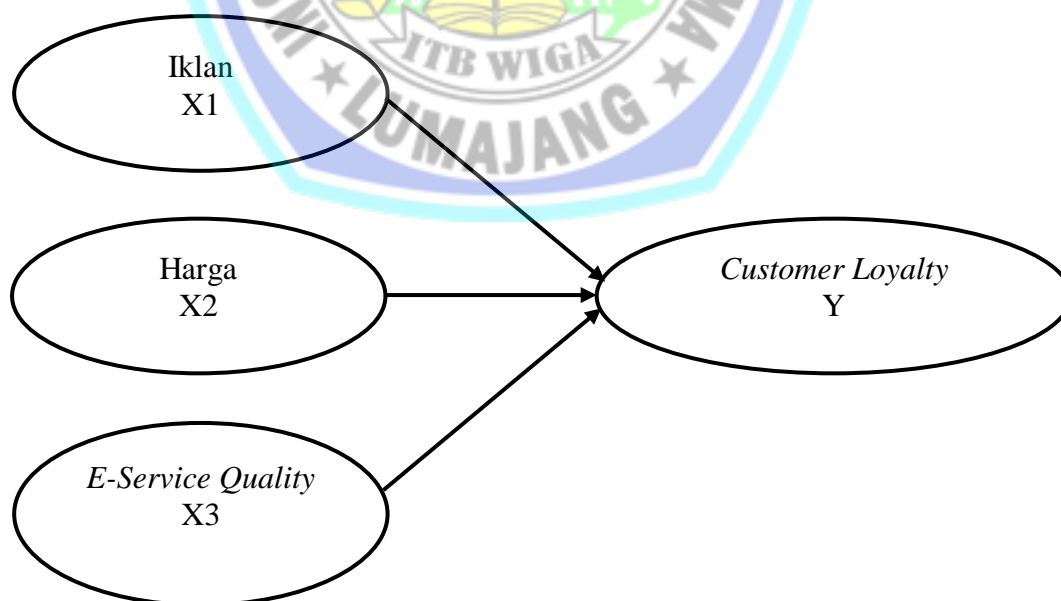 ITB WIGA
LUMAJANG
Iklan
X1
Harga
X2
Customer Loyalty
Y
E-Service Quality
X3